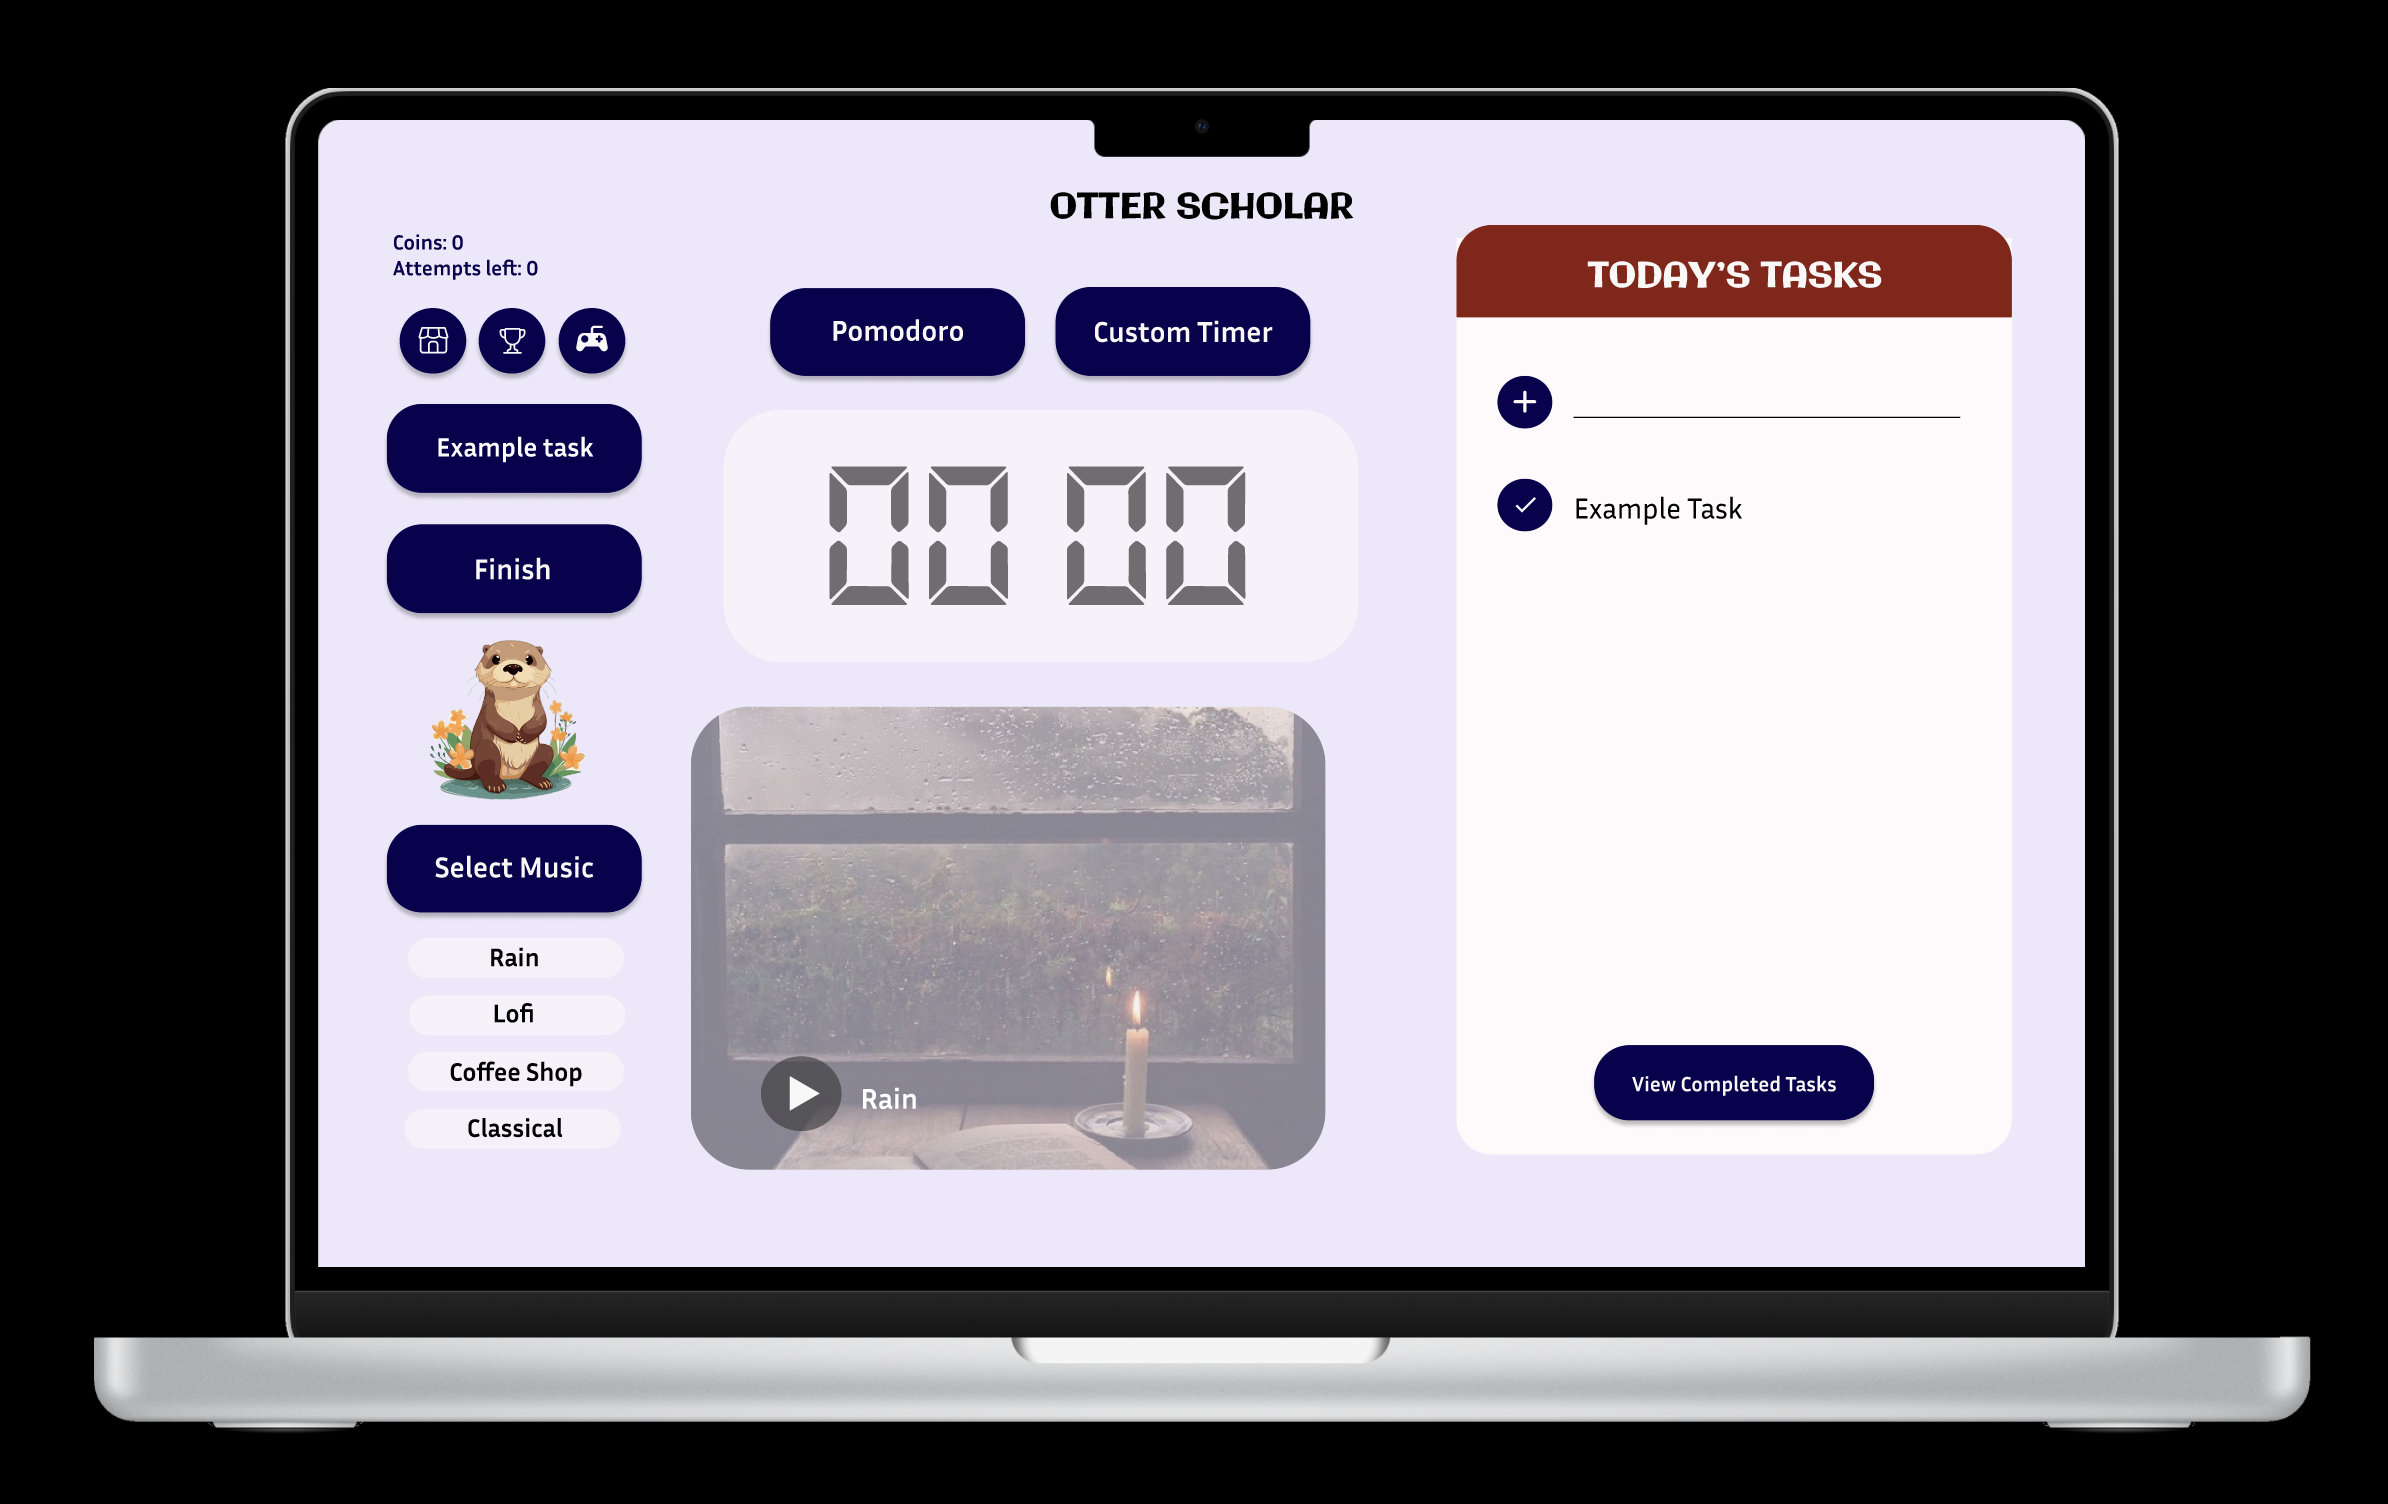 OTTER SCHOLAR
Coins: 0
Attempts left: 0
Example task
Finish
Select Music
Rain
Lofi
Coffee Shop
Classical
Pomodoro
Custom Timer
00 00
Rain
TODAY'S TASKS
Example Task
View Completed Tasks